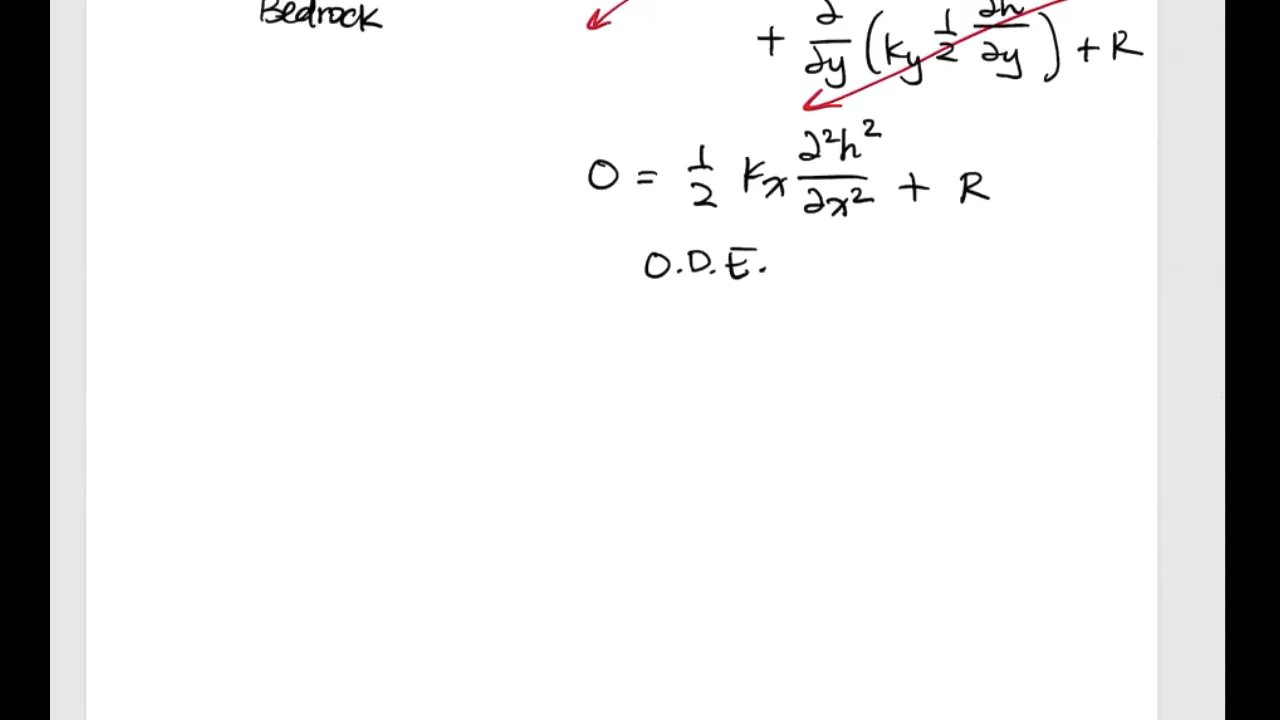 Bedrock
+ ∂/∂y (Ky 1/2 ∂h/∂y) + R
0 = 1/2 Kx ∂²h²/∂x² + R
O.D.E.